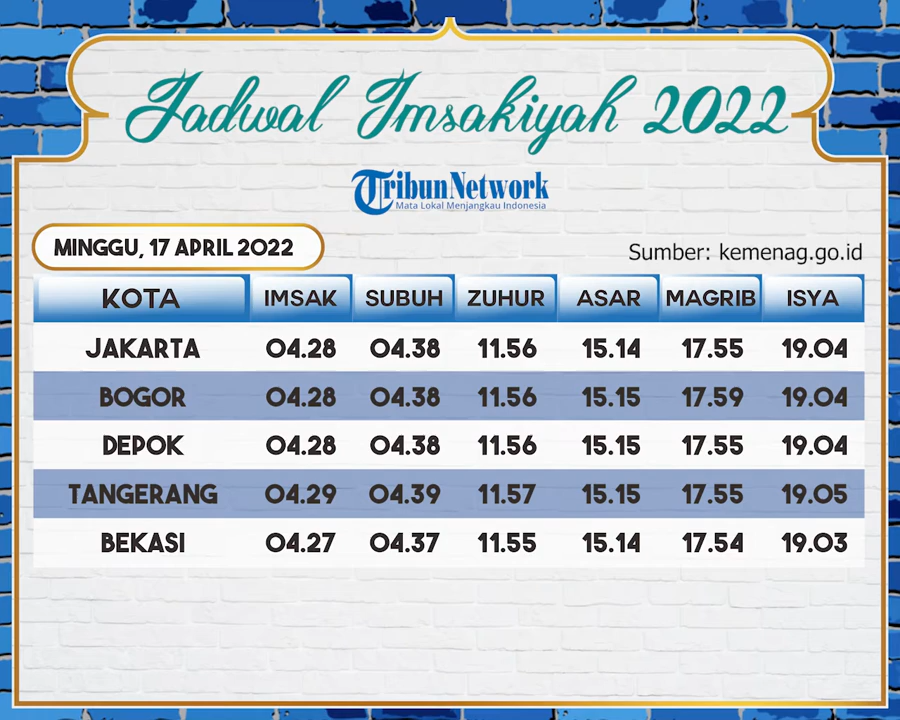 Jadwal Imsakiyah 2022
TribunNetwork
Mata Lokal Menjangkau Indonesia
MINGGU, 17 APRIL 2022
Sumber: kemenag.go.id
KOTA IMSAK SUBUH ZUHUR ASAR MAGRIB ISYA
JAKARTA 04.28 04.38 11.56 15.14 17.55 19.04
BOGOR 04.28 04.38 11.56 15.15 17.59 19.04
DEPOK 04.28 04.38 11.56 15.15 17.55 19.04
TANGERANG 04.29 04.39 11.57 15.15 17.55 19.05
BEKASI 04.27 04.37 11.55 15.14 17.54 19.03